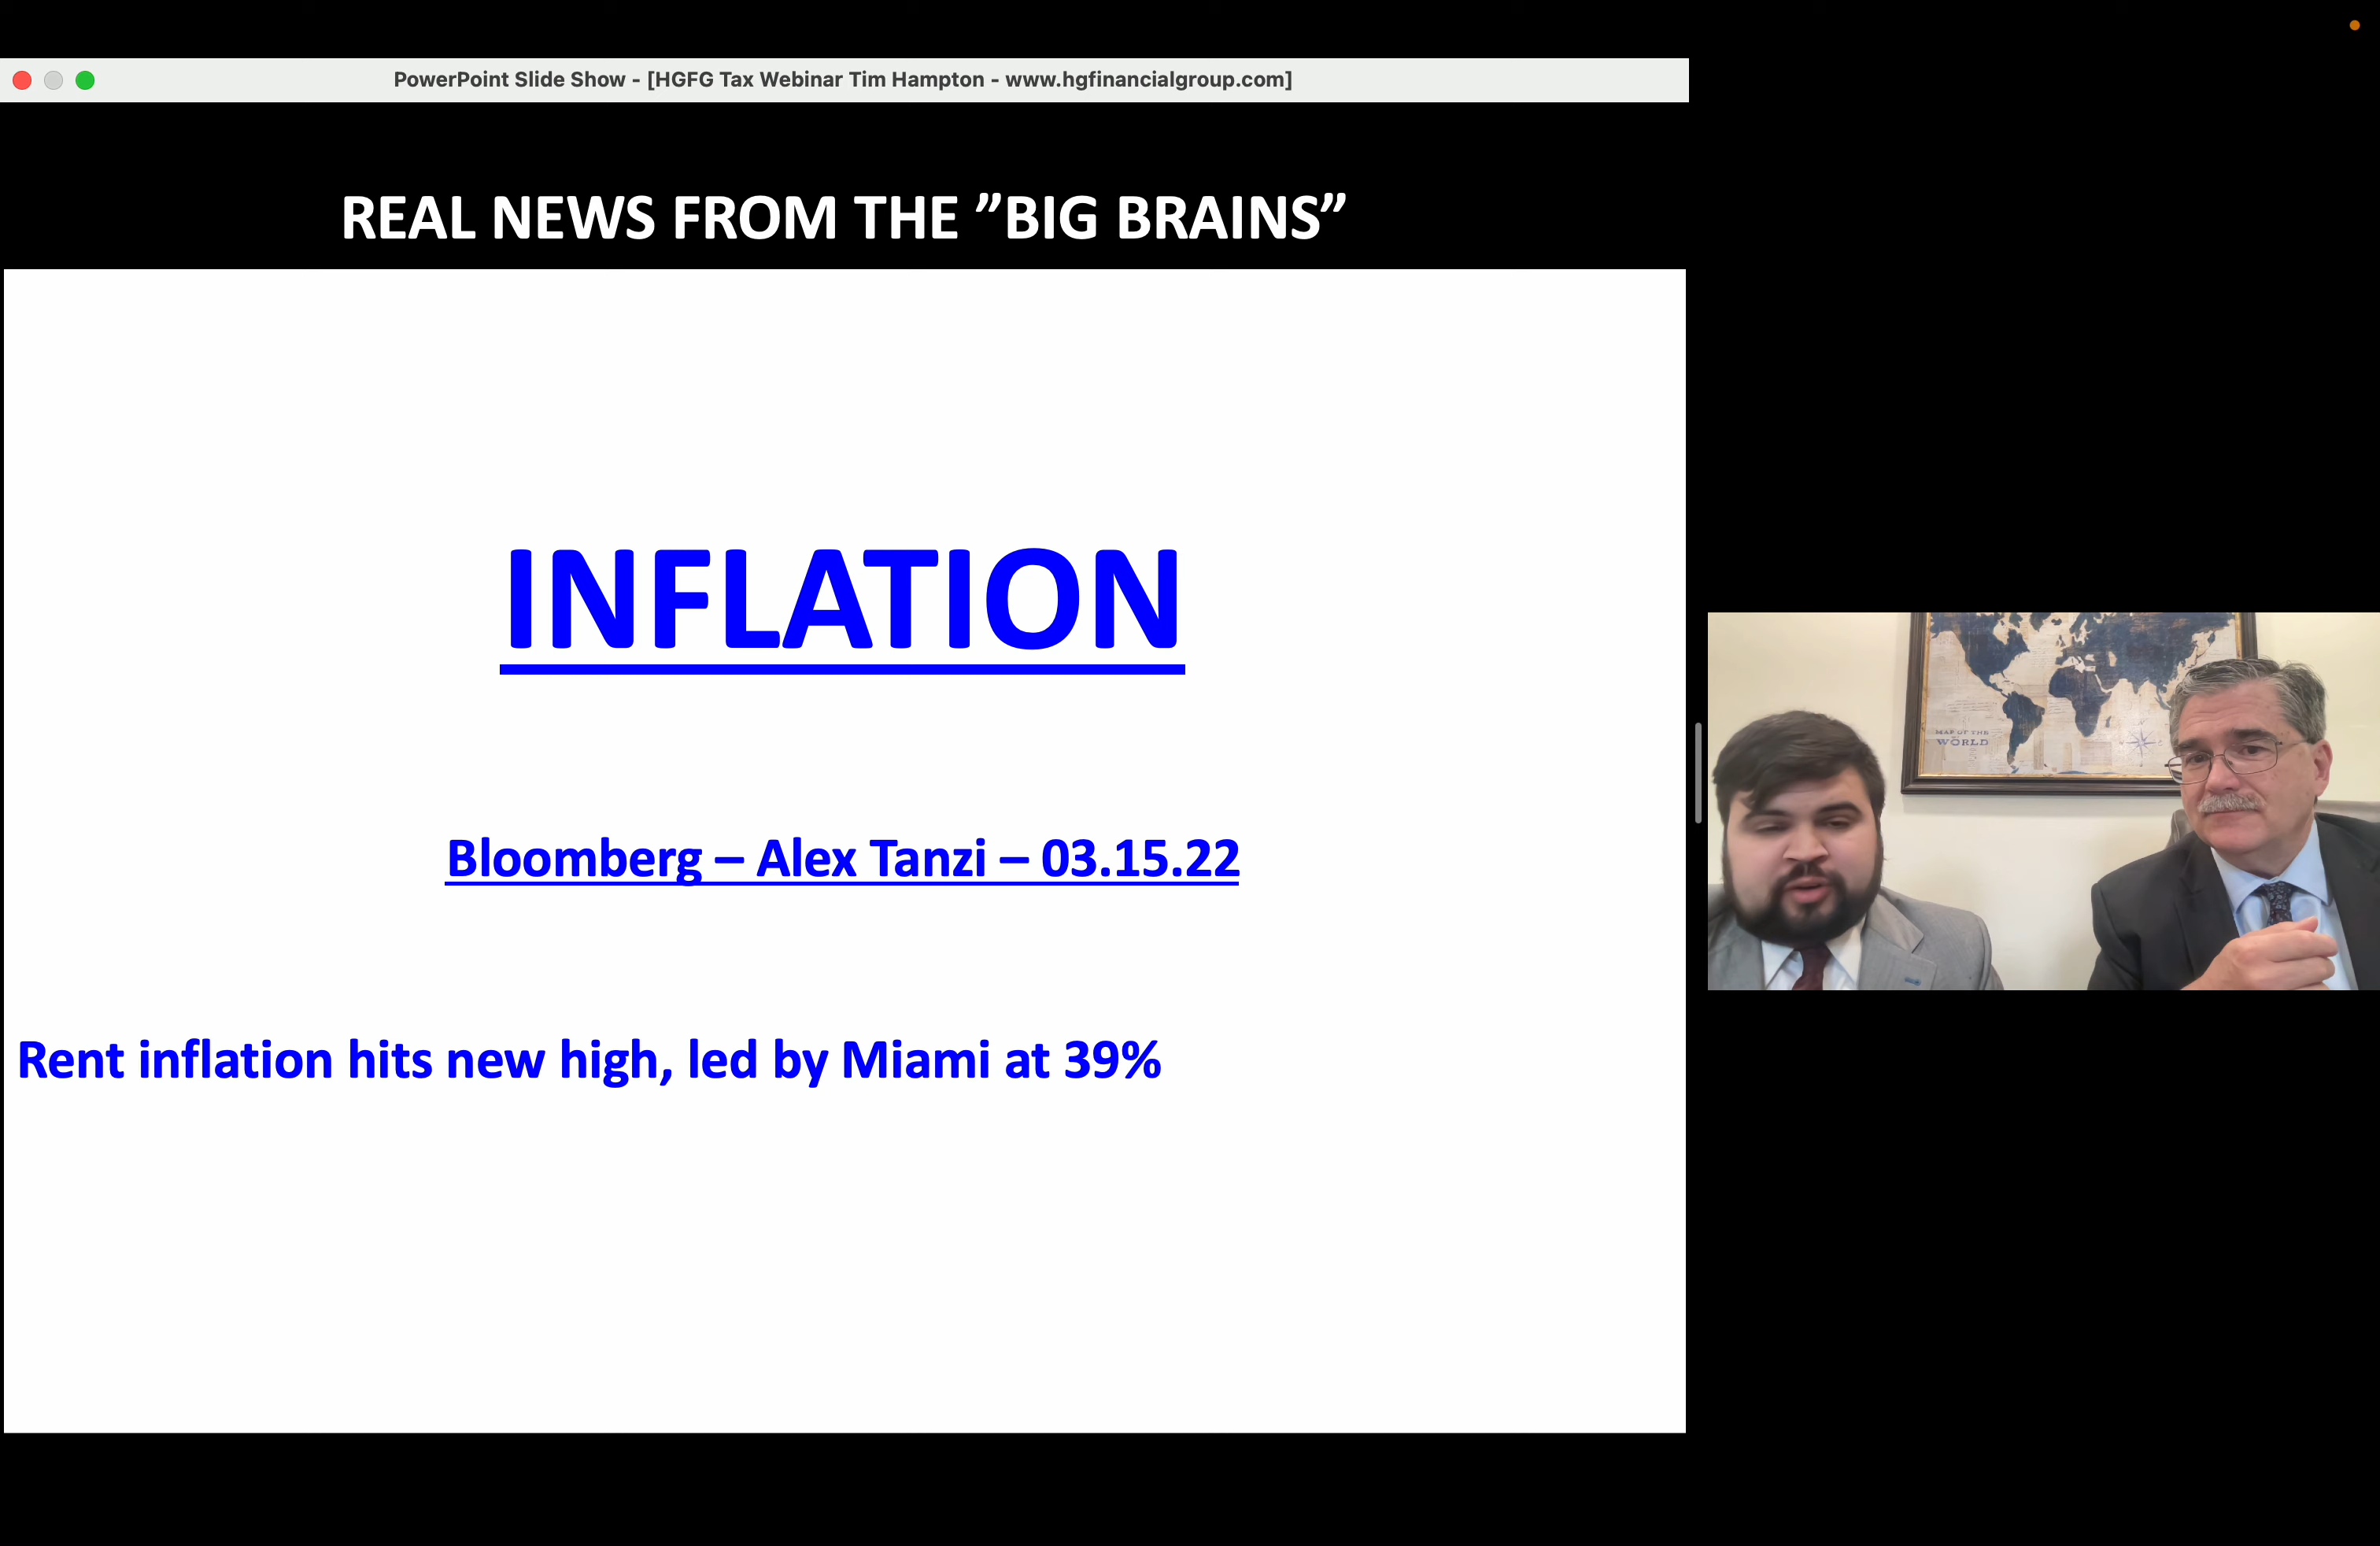 PowerPoint Slide Show - [HGFG Tax Webinar Tim Hampton - www.hgfinancialgroup.com]
REAL NEWS FROM THE ”BIG BRAINS”
INFLATION
Bloomberg – Alex Tanzi – 03.15.22
Rent inflation hits new high, led by Miami at 39%
MAP OF THE
WORLD